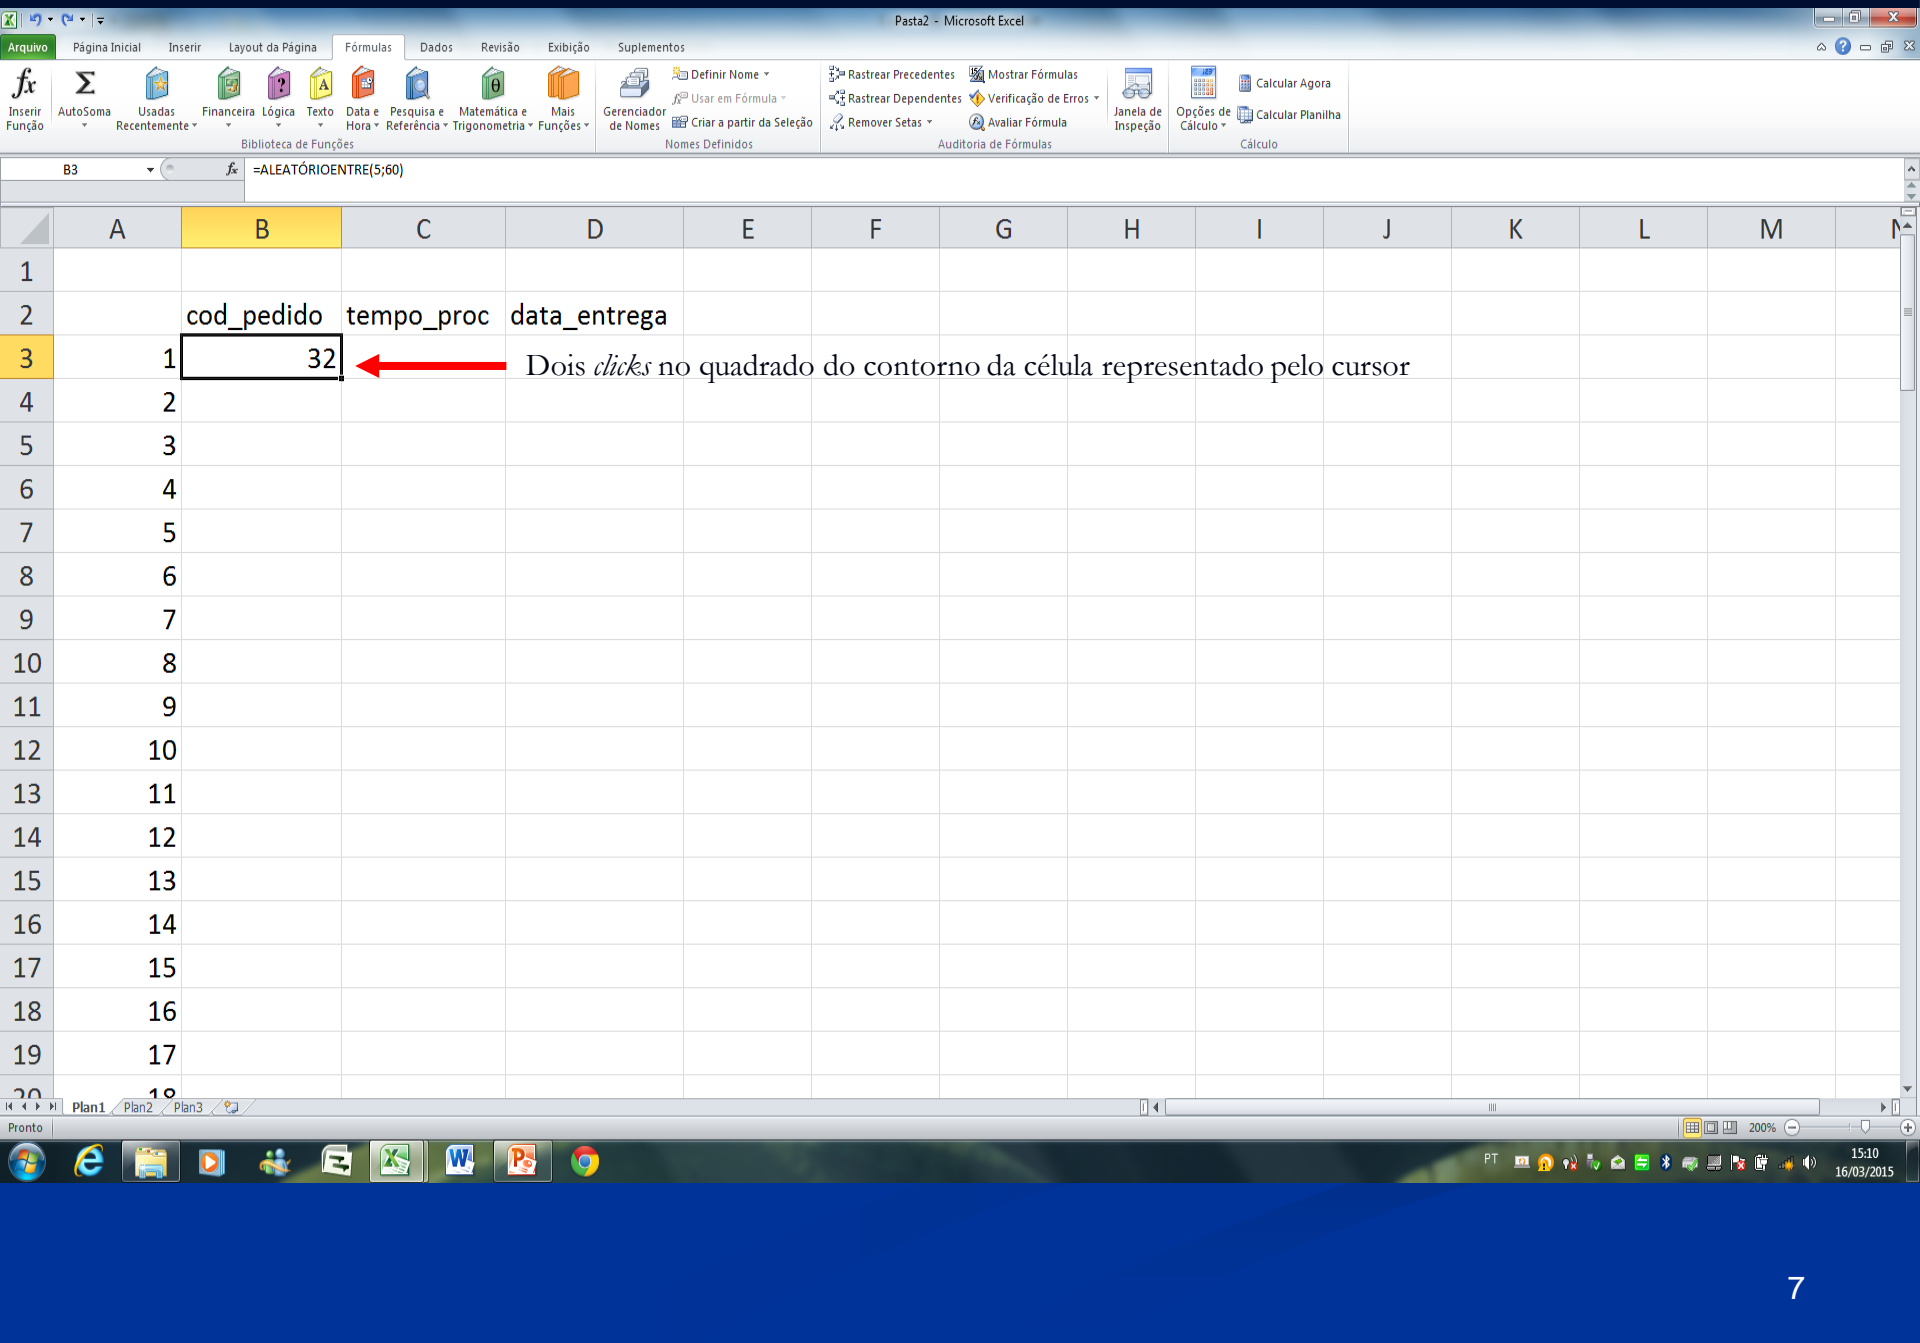 Pasta2 - Microsoft Excel
Arquivo Página Inicial Inserir Layout da Página Fórmulas Dados Revisão Exibição Suplementos
fx Inserir Função
Σ AutoSoma
Usadas Recentemente
Financeira
Lógica
Texto
Data e Hora
Pesquisa e Referência
Matemática e Trigonometria
Mais Funções
Biblioteca de Funções
Gerenciador de Nomes
Definir Nome
Usar em Fórmula
Criar a partir da Seleção
Nomes Definidos
Rastrear Precedentes
Rastrear Dependentes
Remover Setas
Mostrar Fórmulas
Verificação de Erros
Avaliar Fórmula
Auditoria de Fórmulas
Janela de Inspeção
Opções de Cálculo
Calcular Agora
Calcular Planilha
Cálculo
B3 fx =ALEATÓRIOENTRE(5;60)
A B C D E F G H I J K L M N
1
2 cod_pedido tempo_proc data_entrega
3 1 32 Dois clicks no quadrado do contorno da célula representado pelo cursor
4 2
5 3
6 4
7 5
8 6
9 7
10 8
11 9
12 10
13 11
14 12
15 13
16 14
17 15
18 16
19 17
20 18
Plan1 Plan2 Plan3
Pronto 200%
PT 15:10
16/03/2015
7